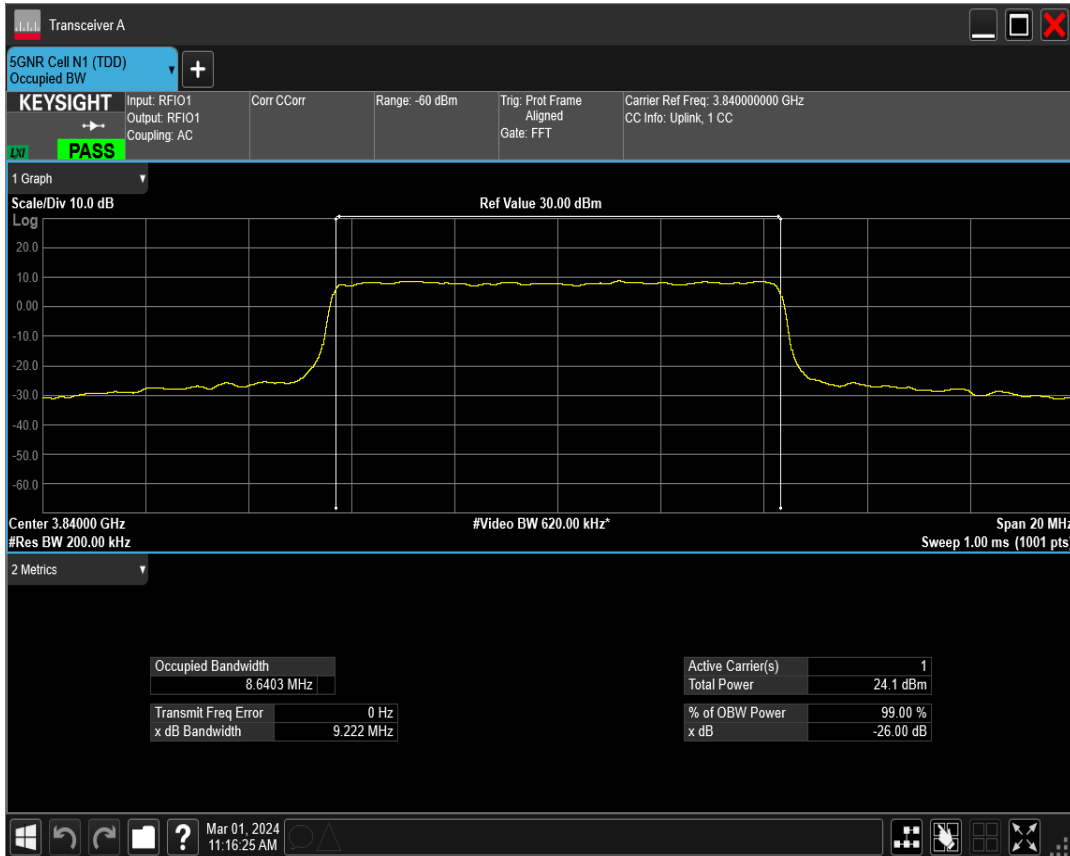 Transceiver A
5GNR Cell N1 (TDD)
Occupied BW
+
KEYSIGHT
LXI
PASS
Input: RFIO1
Output: RFIO1
Coupling: AC
Corr CCorr
Range: -60 dBm
Trig: Prot Frame
Aligned
Gate: FFT
Carrier Ref Freq: 3.840000000 GHz
CC Info: Uplink, 1 CC
1 Graph
Scale/Div 10.0 dB
Ref Value 30.00 dBm
Log
20.0
10.0
0.00
-10.0
-20.0
-30.0
-40.0
-50.0
-60.0
Center 3.84000 GHz
#Video BW 620.00 kHz*
Span 20 MHz
#Res BW 200.00 kHz
Sweep 1.00 ms (1001 pts)
2 Metrics
Occupied Bandwidth
8.6403 MHz
Transmit Freq Error 0 Hz
x dB Bandwidth 9.222 MHz
Active Carrier(s) 1
Total Power 24.1 dBm
% of OBW Power 99.00 %
x dB -26.00 dB
?
Mar 01, 2024
11:16:25 AM